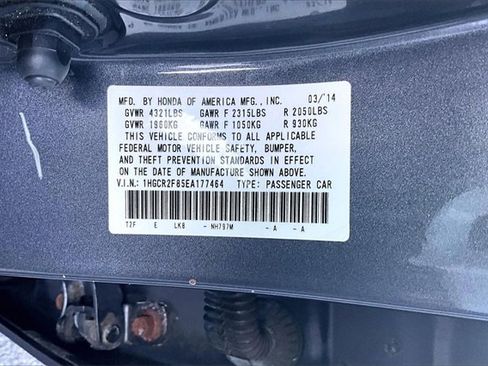 MFD. BY HONDA OF AMERICA MFG., INC. 03/'14
GVWR 4321LBS GAWR F 2315LBS R 2050LBS
GVWR 1960KG GAWR F 1050KG R 930KG
THIS VEHICLE CONFORMS TO ALL APPLICABLE
FEDERAL MOTOR VEHICLE SAFETY, BUMPER,
AND THEFT PREVENTION STANDARDS IN EFFECT
ON THE DATE OF MANUFACTURE SHOWN ABOVE.
V.I.N.: 1HGCR2F85EA177464 TYPE: PASSENGER CAR
T2F E LK8 - NH797M - A - A